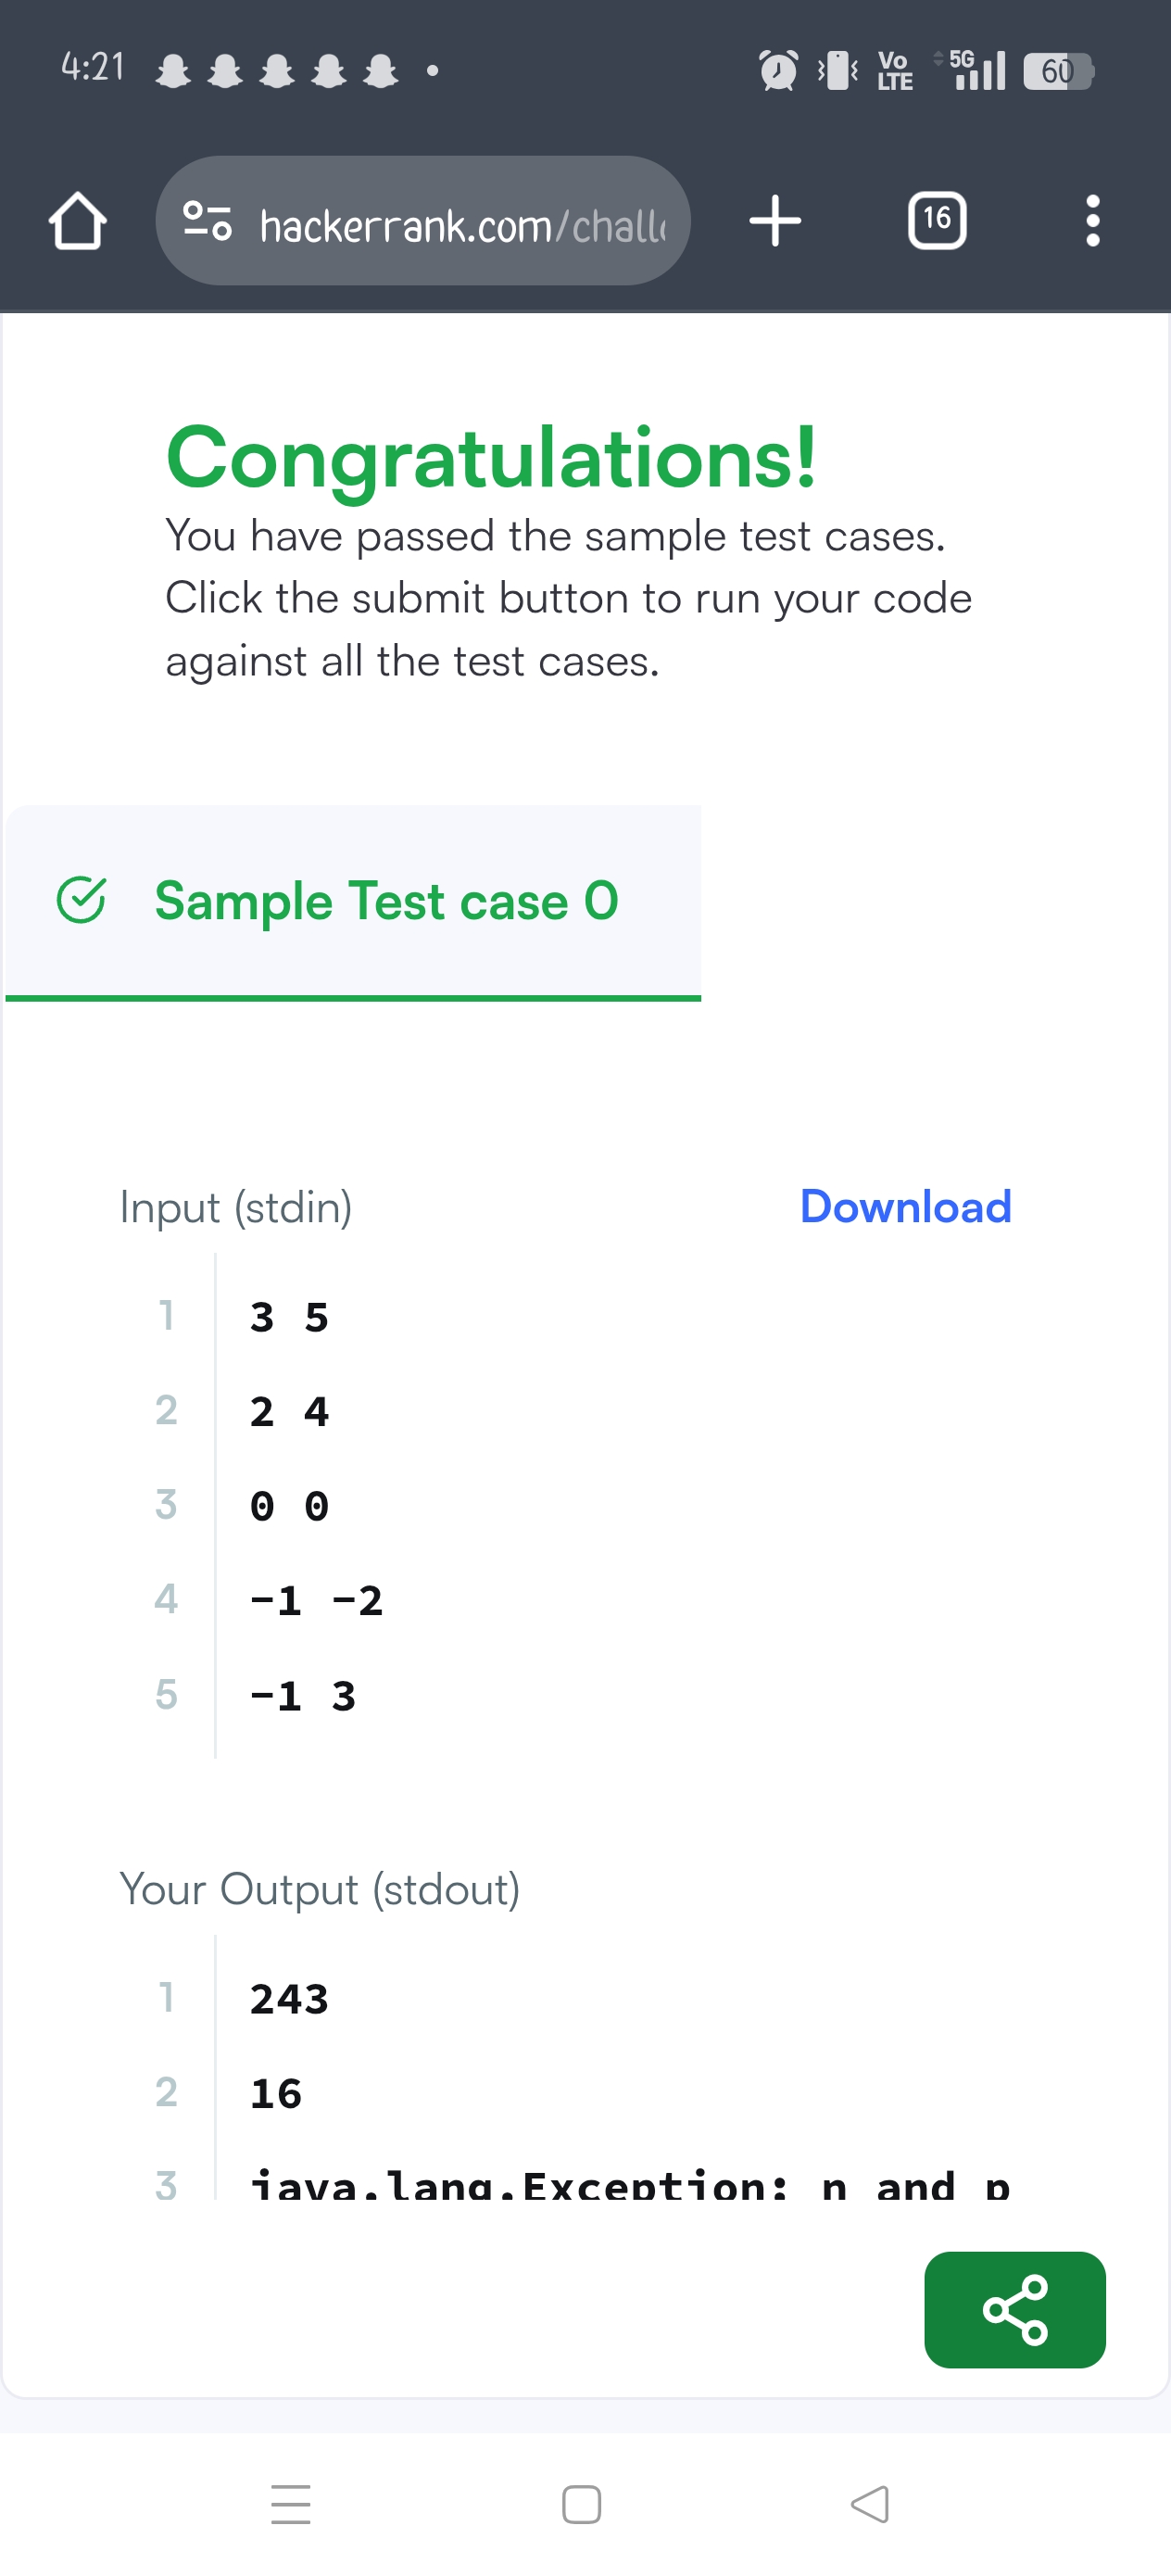 4:21
Vo
LTE
5G
60
hackerrank.com/chall
16
Congratulations!
You have passed the sample test cases.
Click the submit button to run your code
against all the test cases.
Sample Test case 0
Input (stdin)
Download
1 3 5
2 2 4
3 0 0
4 -1 -2
5 -1 3
Your Output (stdout)
1 243
2 16
3 java.lang.Exception: n and p